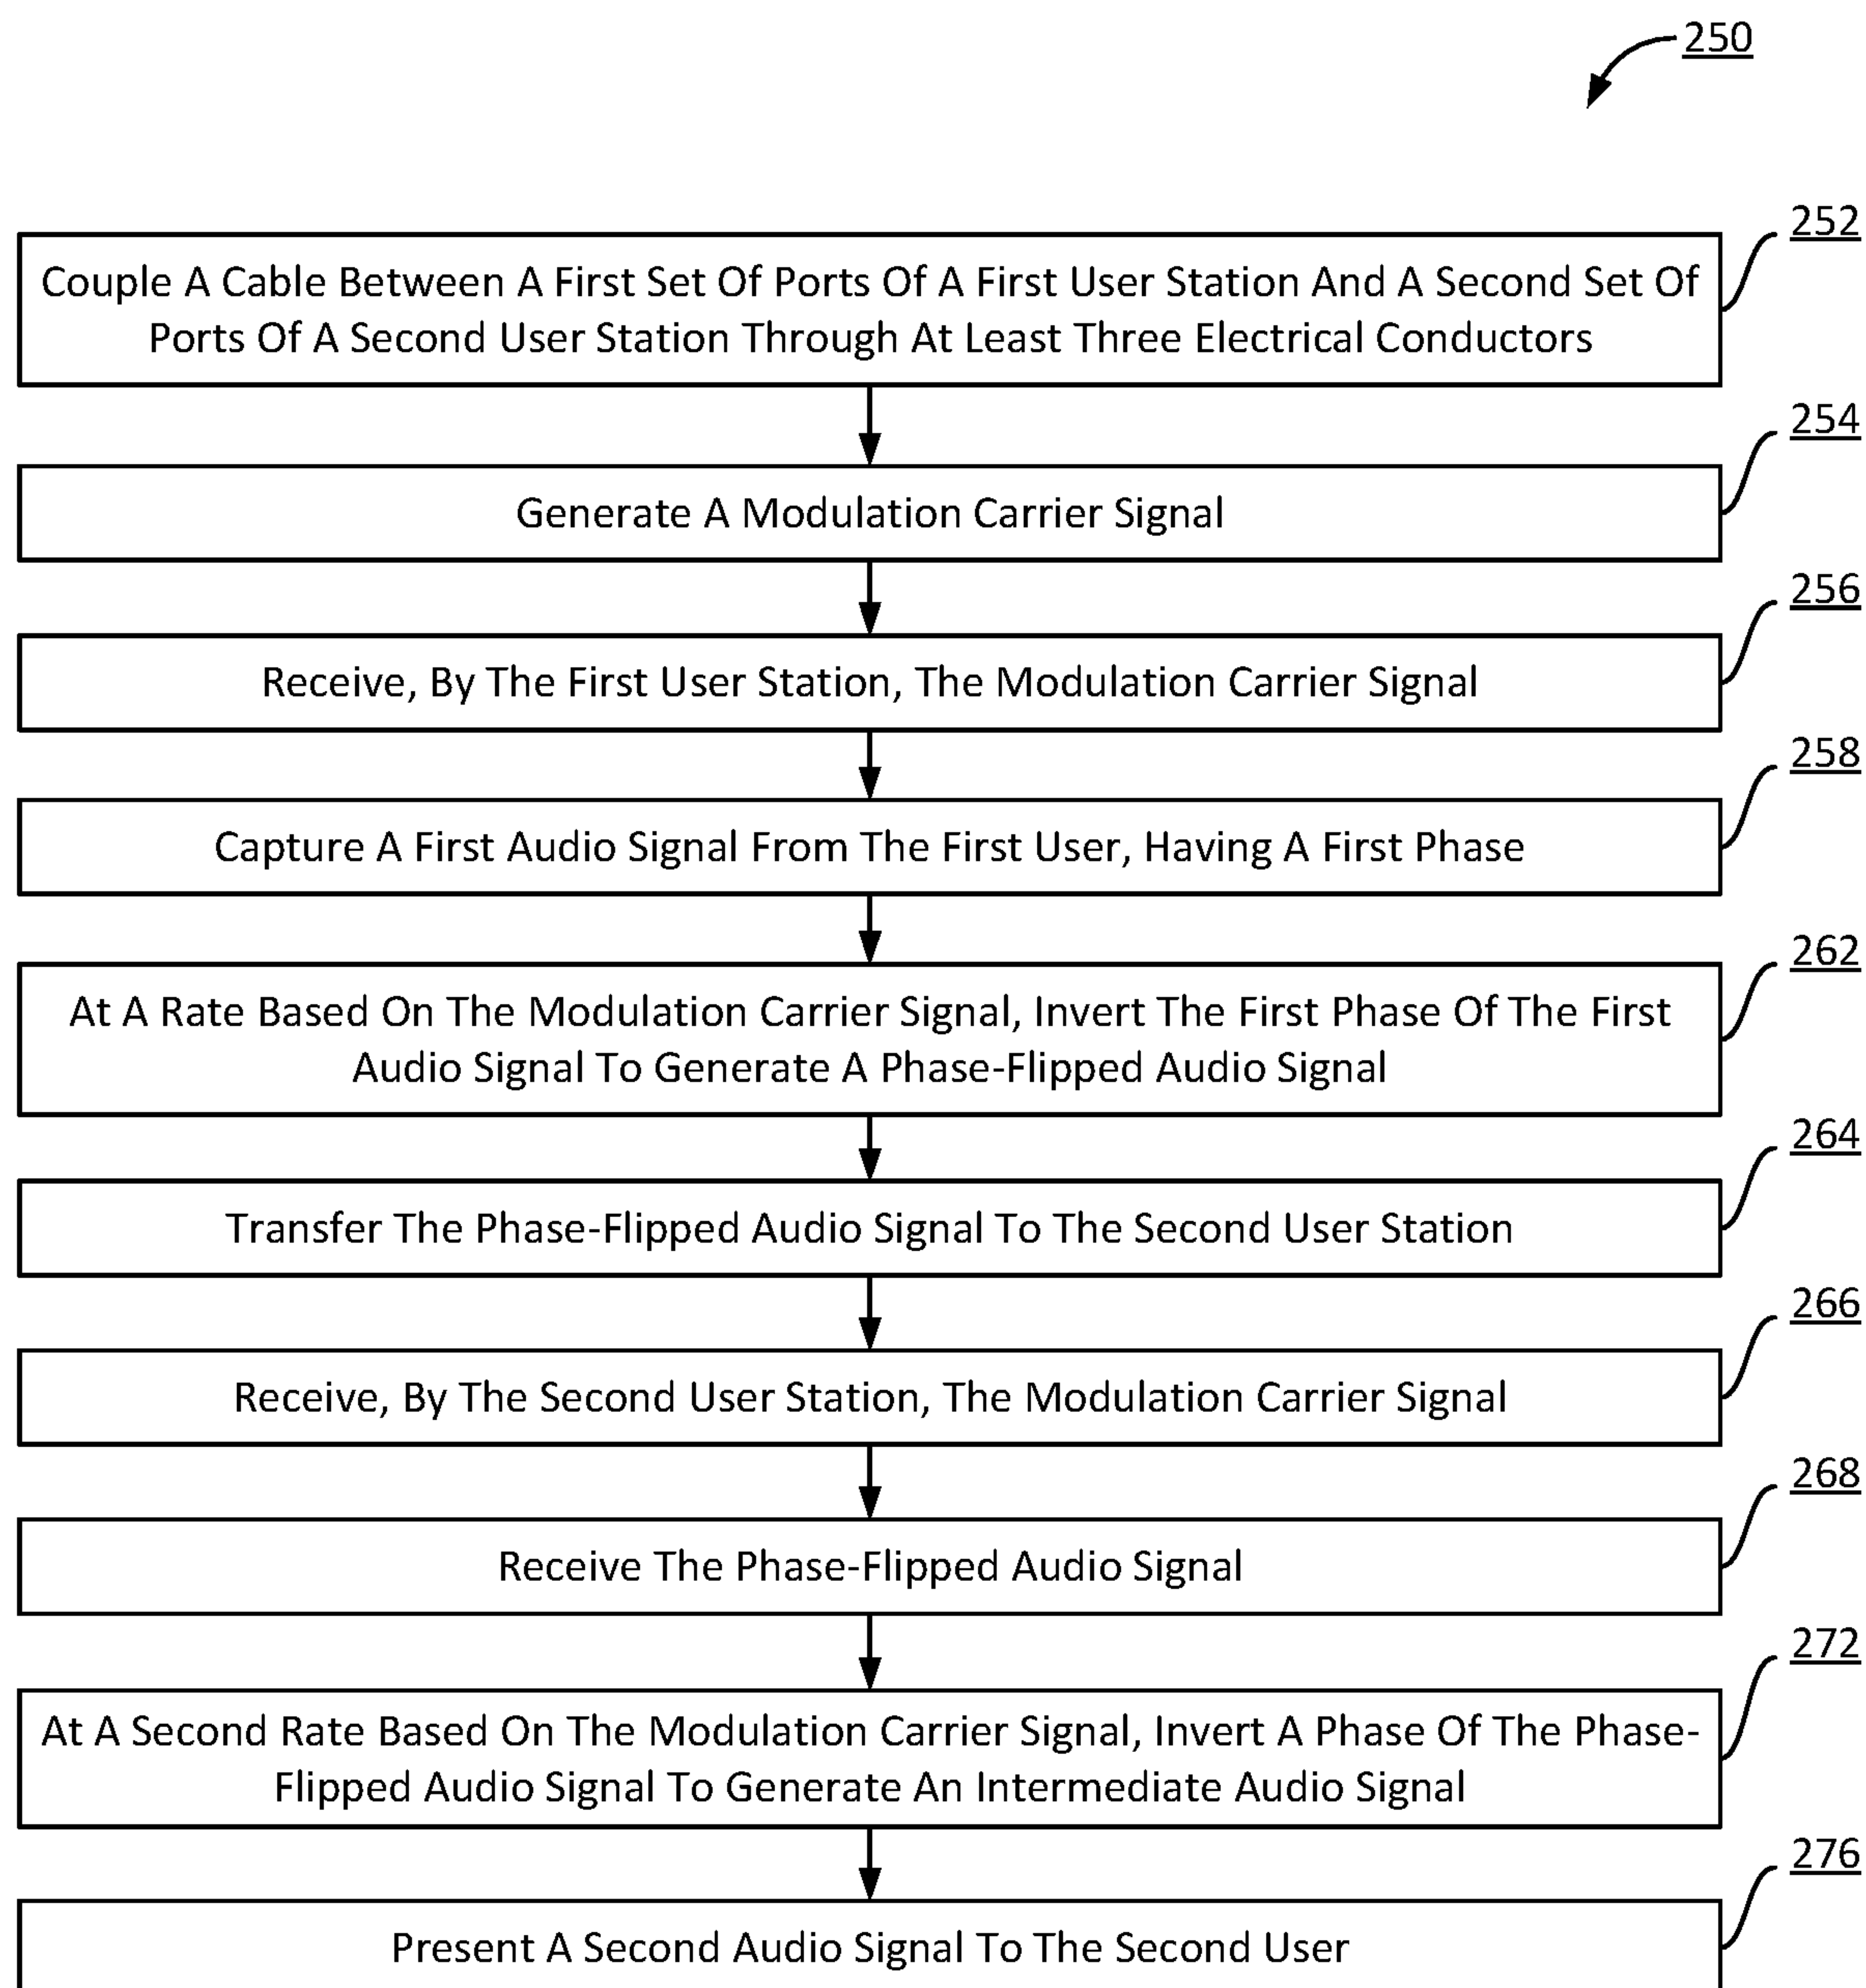 250
252
Couple A Cable Between A First Set Of Ports Of A First User Station And A Second Set Of
Ports Of A Second User Station Through At Least Three Electrical Conductors
254
Generate A Modulation Carrier Signal
256
Receive, By The First User Station, The Modulation Carrier Signal
258
Capture A First Audio Signal From The First User, Having A First Phase
262
At A Rate Based On The Modulation Carrier Signal, Invert The First Phase Of The First
Audio Signal To Generate A Phase-Flipped Audio Signal
264
Transfer The Phase-Flipped Audio Signal To The Second User Station
266
Receive, By The Second User Station, The Modulation Carrier Signal
268
Receive The Phase-Flipped Audio Signal
272
At A Second Rate Based On The Modulation Carrier Signal, Invert A Phase Of The Phase-
Flipped Audio Signal To Generate An Intermediate Audio Signal
276
Present A Second Audio Signal To The Second User